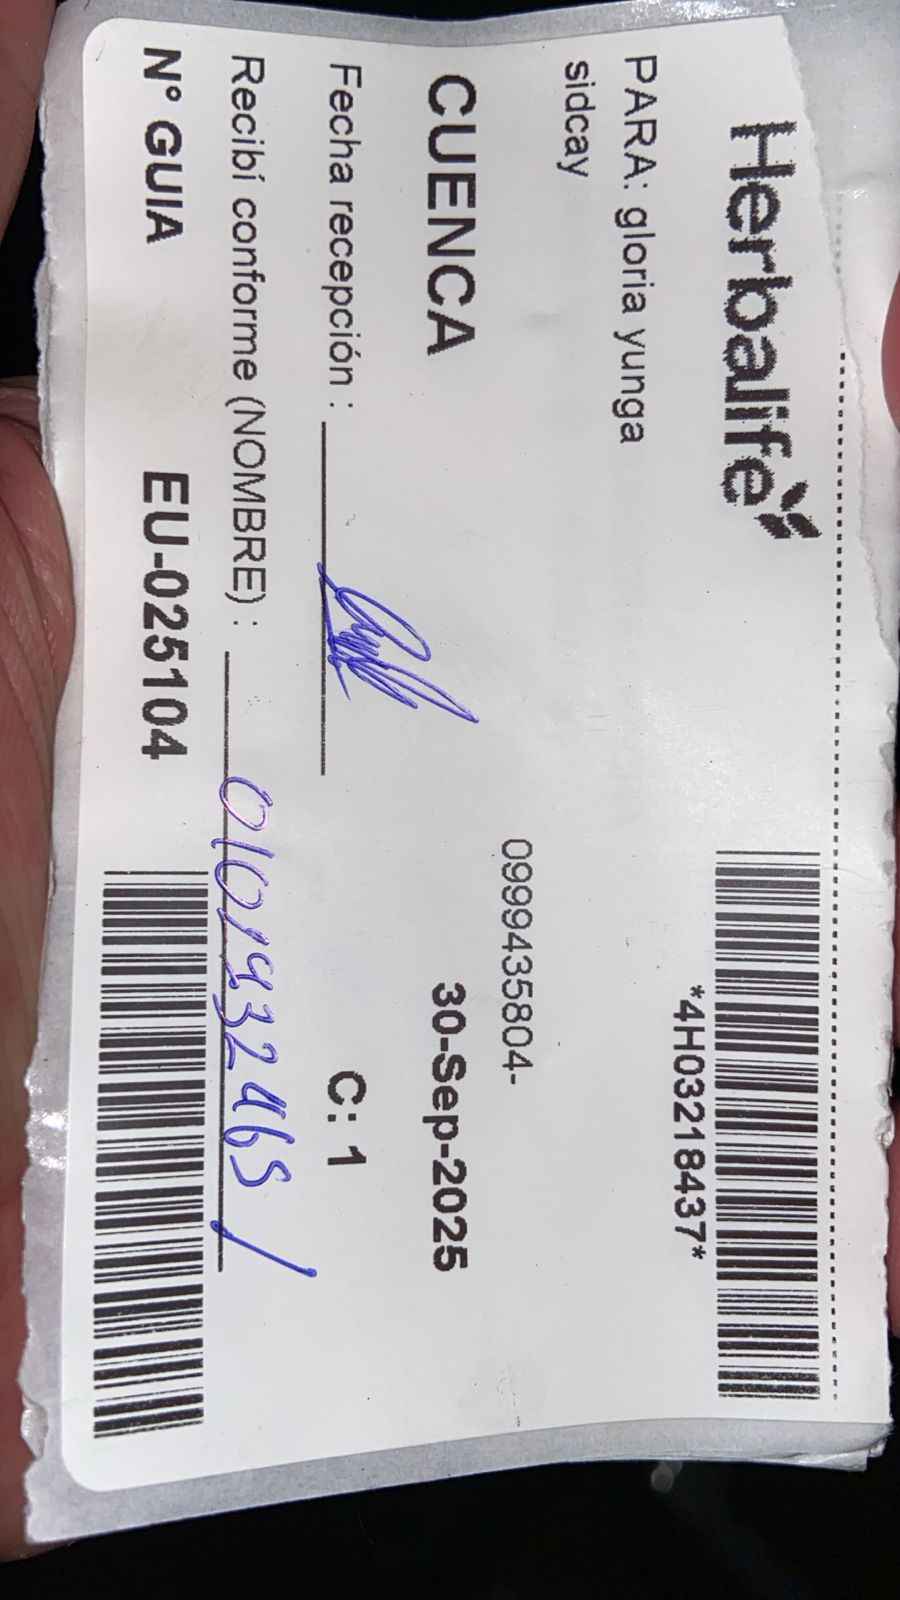 Herbalife
*4H03218437*
PARA: gloria yunga
sidcay
0999435804-
CUENCA 30-Sep-2025
Fecha recepción : C: 1
Recibí conforme (NOMBRE) : 0101932465
N° GUIA EU-025104